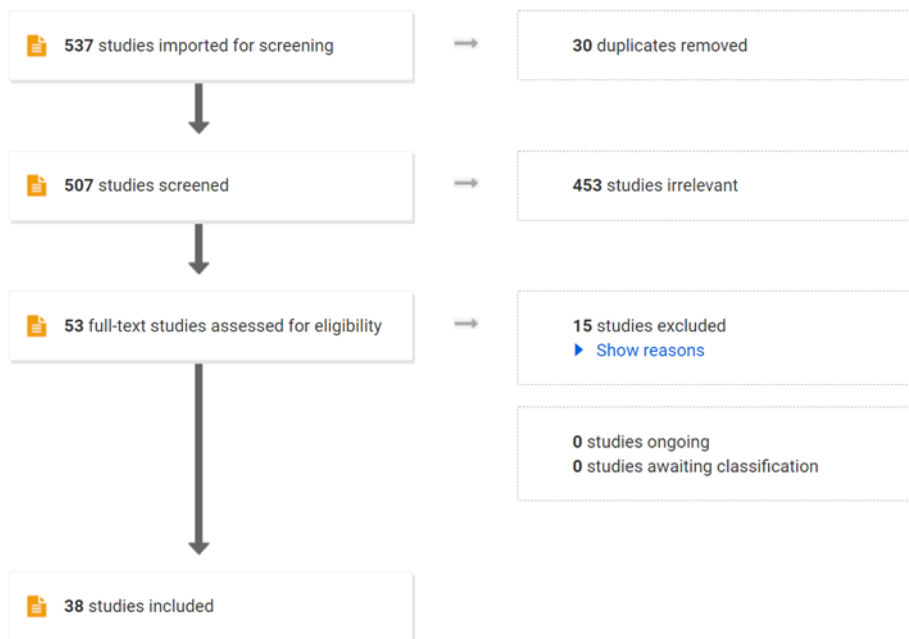 537 studies imported for screening
30 duplicates removed
507 studies screened
453 studies irrelevant
53 full-text studies assessed for eligibility
15 studies excluded
Show reasons
0 studies ongoing
0 studies awaiting classification
38 studies included